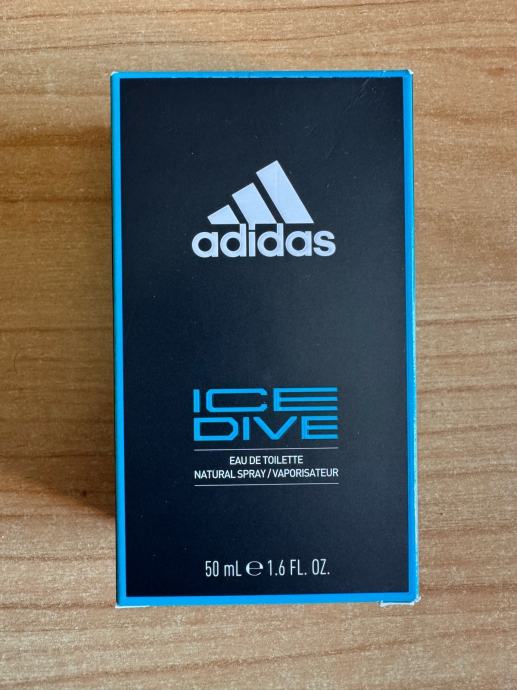 adidas
ICE
DIVE
EAU DE TOILETTE
NATURAL SPRAY/VAPORISATEUR
50 mL ℮ 1.6 FL. OZ.